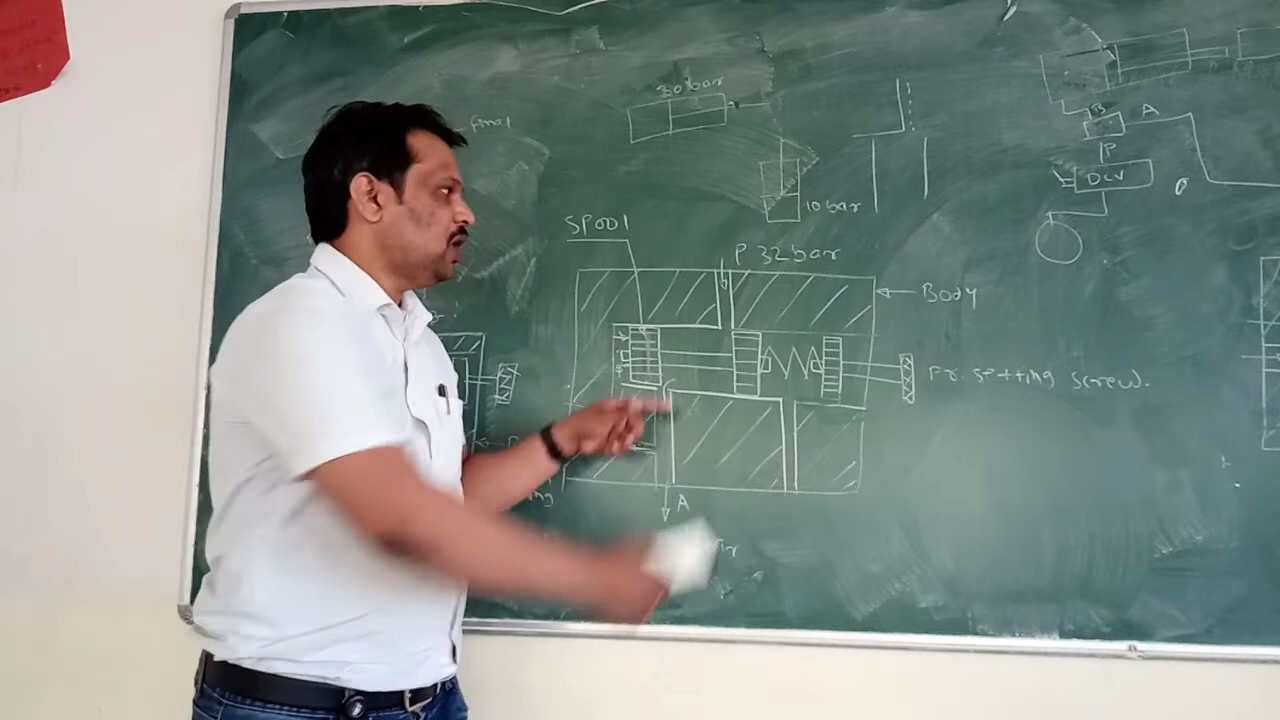 final
30 bar
10 bar
B
A
P
DCV
SPOOl
P 32 bar
Body
Pr. setting screw.
A